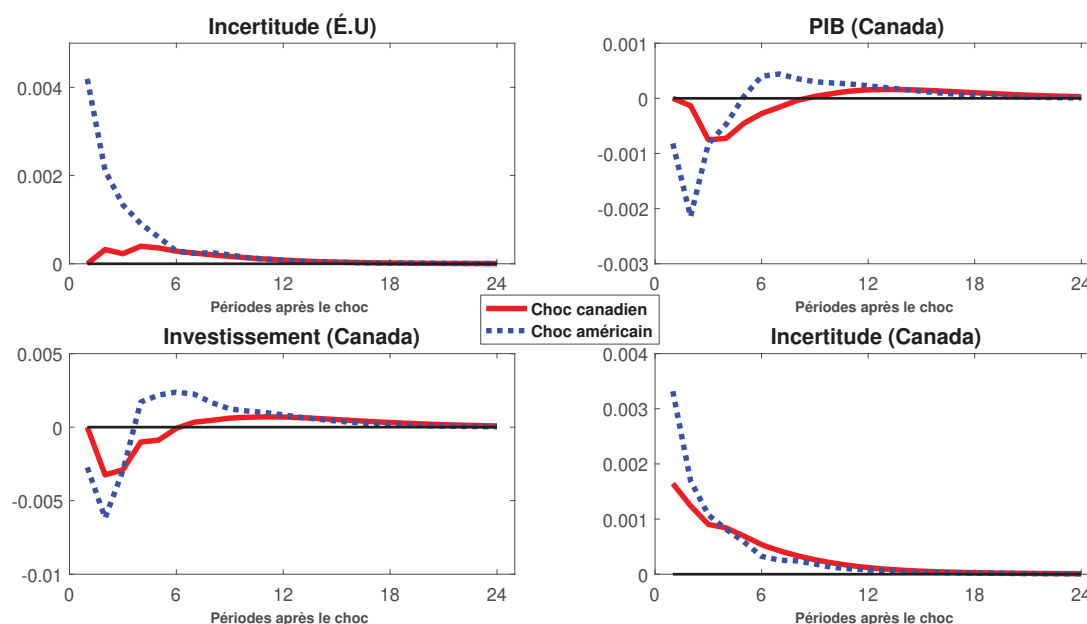 Incertitude (É.U)
0.004
0.002
0
0 6 12 18 24
Périodes après le choc
PIB (Canada)
0.001
0
-0.001
-0.002
-0.003
0 6 12 18 24
Périodes après le choc
Choc canadien
Choc américain
Investissement (Canada)
0.005
0
-0.005
-0.01
0 6 12 18 24
Périodes après le choc
Incertitude (Canada)
0.004
0.003
0.002
0.001
0
0 6 12 18 24
Périodes après le choc